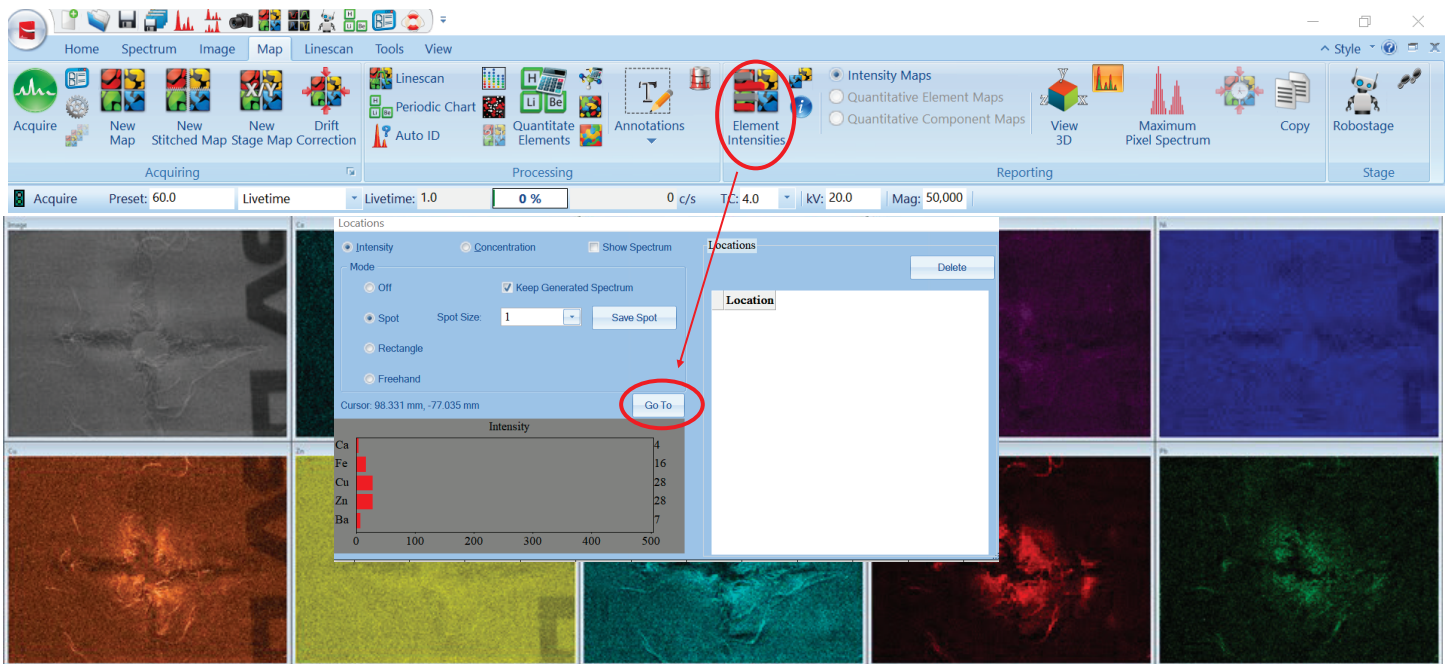 Home Spectrum Image Map Linescan Tools View
Style
Acquire
New
Map
New
Stitched Map
New
Stage Map
Drift
Correction
Linescan
Periodic Chart
Auto ID
H
Li Be
Quantitate
Elements
T
Annotations
Element
Intensities
Intensity Maps
Quantitative Element Maps
Quantitative Component Maps
View
3D
Maximum
Pixel Spectrum
Copy
Robostage
Acquiring
Processing
Reporting
Stage
Acquire Preset: 60.0 Livetime Livetime: 1.0 0 % 0 c/s TC: 4.0 kV: 20.0 Mag: 50,000
Image
Ca
Ni
Locations
Intensity Concentration Show Spectrum
Mode
Off Keep Generated Spectrum
Spot Spot Size: 1 Save Spot
Rectangle
Freehand
Cursor: 98.331 mm, -77.035 mm Go To
Locations
Delete
Location
Intensity
Ca 4
Fe 16
Cu 28
Zn 28
Ba 7
0 100 200 300 400 500
Cu
Zn
Pb